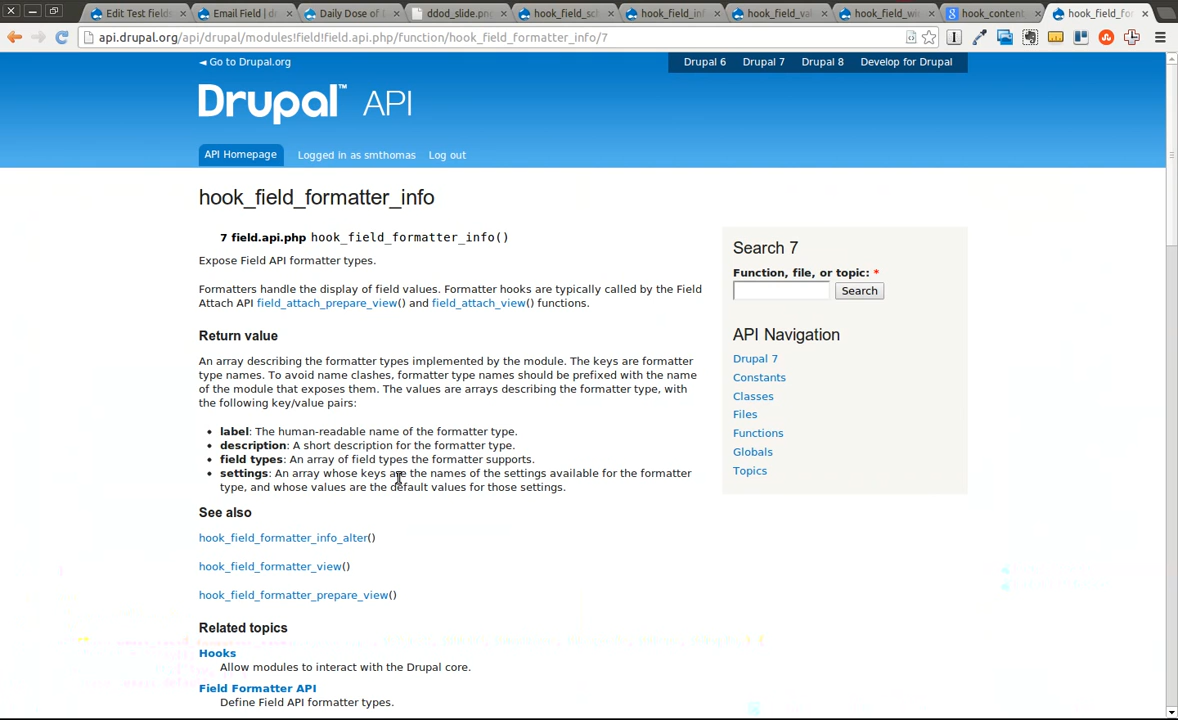 Edit Test field
Email Field | d
Daily Dose of
ddod_slide.pn
hook_field_sc
hook_field_inf
hook_field_va
hook_field_wi
hook_content
hook_field_fo
api.drupal.org/api/drupal/modules!field!field.api.php/function/hook_field_formatter_info/7
◄ Go to Drupal.org
Drupal 6
Drupal 7
Drupal 8
Develop for Drupal
Drupal™ API
API Homepage
Logged in as smthomas
Log out
hook_field_formatter_info
7 field.api.php hook_field_formatter_info()
Expose Field API formatter types.
Formatters handle the display of field values. Formatter hooks are typically called by the Field
Attach API field_attach_prepare_view() and field_attach_view() functions.
Return value
An array describing the formatter types implemented by the module. The keys are formatter
type names. To avoid name clashes, formatter type names should be prefixed with the name
of the module that exposes them. The values are arrays describing the formatter type, with
the following key/value pairs:
• label: The human-readable name of the formatter type.
• description: A short description for the formatter type.
• field types: An array of field types the formatter supports.
• settings: An array whose keys are the names of the settings available for the formatter
type, and whose values are the default values for those settings.
See also
hook_field_formatter_info_alter()
hook_field_formatter_view()
hook_field_formatter_prepare_view()
Related topics
Hooks
Allow modules to interact with the Drupal core.
Field Formatter API
Define Field API formatter types.
Search 7
Function, file, or topic: *
Search
API Navigation
Drupal 7
Constants
Classes
Files
Functions
Globals
Topics